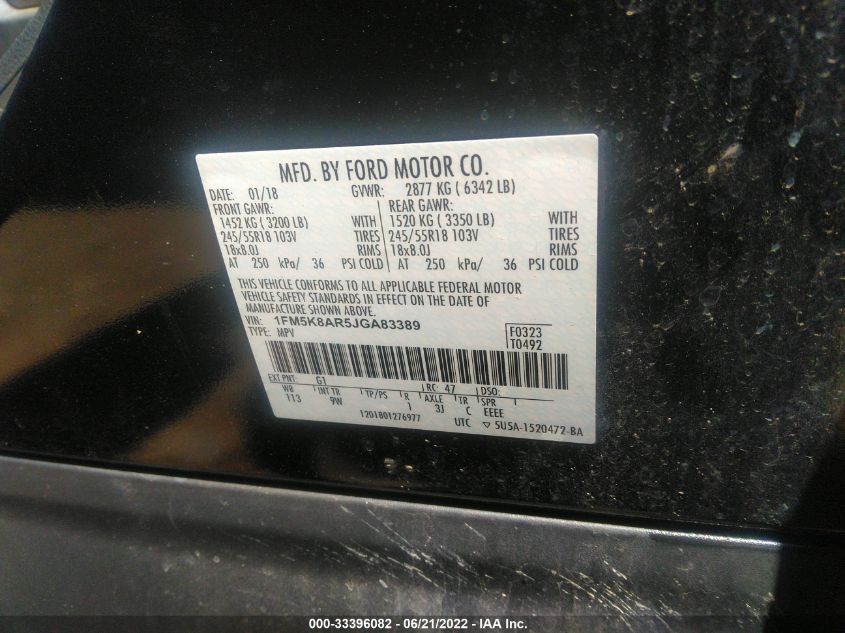 MFD. BY FORD MOTOR CO.
DATE: 01/18 GVWR: 2877 KG ( 6342 LB)
FRONT GAWR: REAR GAWR:
1452 KG ( 3200 LB) WITH 1520 KG ( 3350 LB) WITH
245/55R18 103V TIRES 245/55R18 103V TIRES
18x8.0J RIMS 18x8.0J RIMS
AT 250 kPa/ 36 PSI COLD AT 250 kPa/ 36 PSI COLD
THIS VEHICLE CONFORMS TO ALL APPLICABLE FEDERAL MOTOR
VEHICLE SAFETY STANDARDS IN EFFECT ON THE DATE OF
MANUFACTURE SHOWN ABOVE.
VIN: 1FM5K8AR5JGA83389 F0323
TYPE: MPV T0492
EXT PNT: G1 RC: 47 DSO:
WB INT TR TP/PS R AXLE TR SPR
113 9W 1 3J C EEEE
1201801276977 UTC ▽ 5U5A-1520472-BA
000-33396082 / 06/21/2022 - IAA Inc.